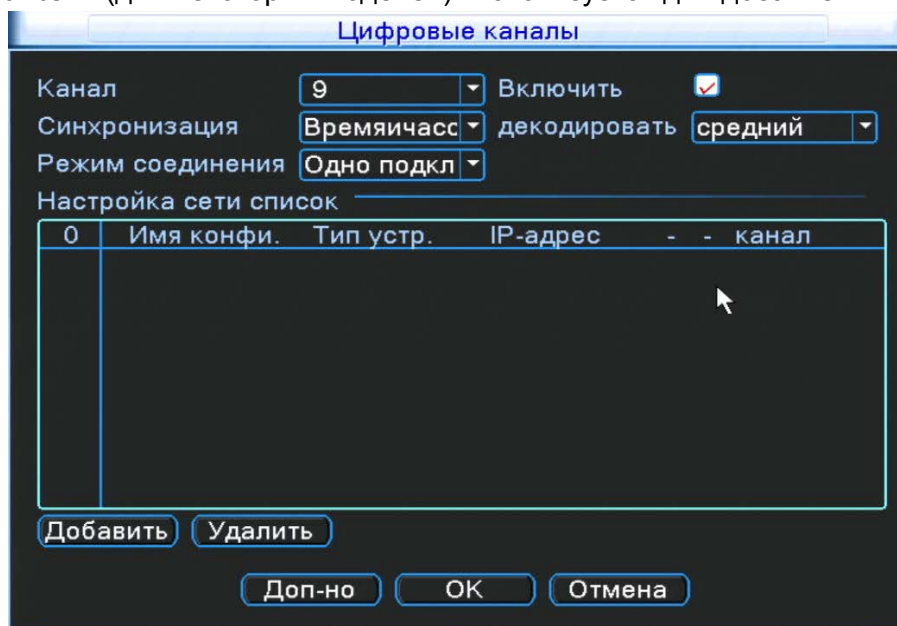 Цифровые каналы
Канал 9 Включить
Синхронизация Времяичасс декодировать средний
Режим соединения Одно подкл
Настройка сети список
0 Имя конфи. Тип устр. IP-адрес - - канал
Добавить Удалить
Доп-но OK Отмена